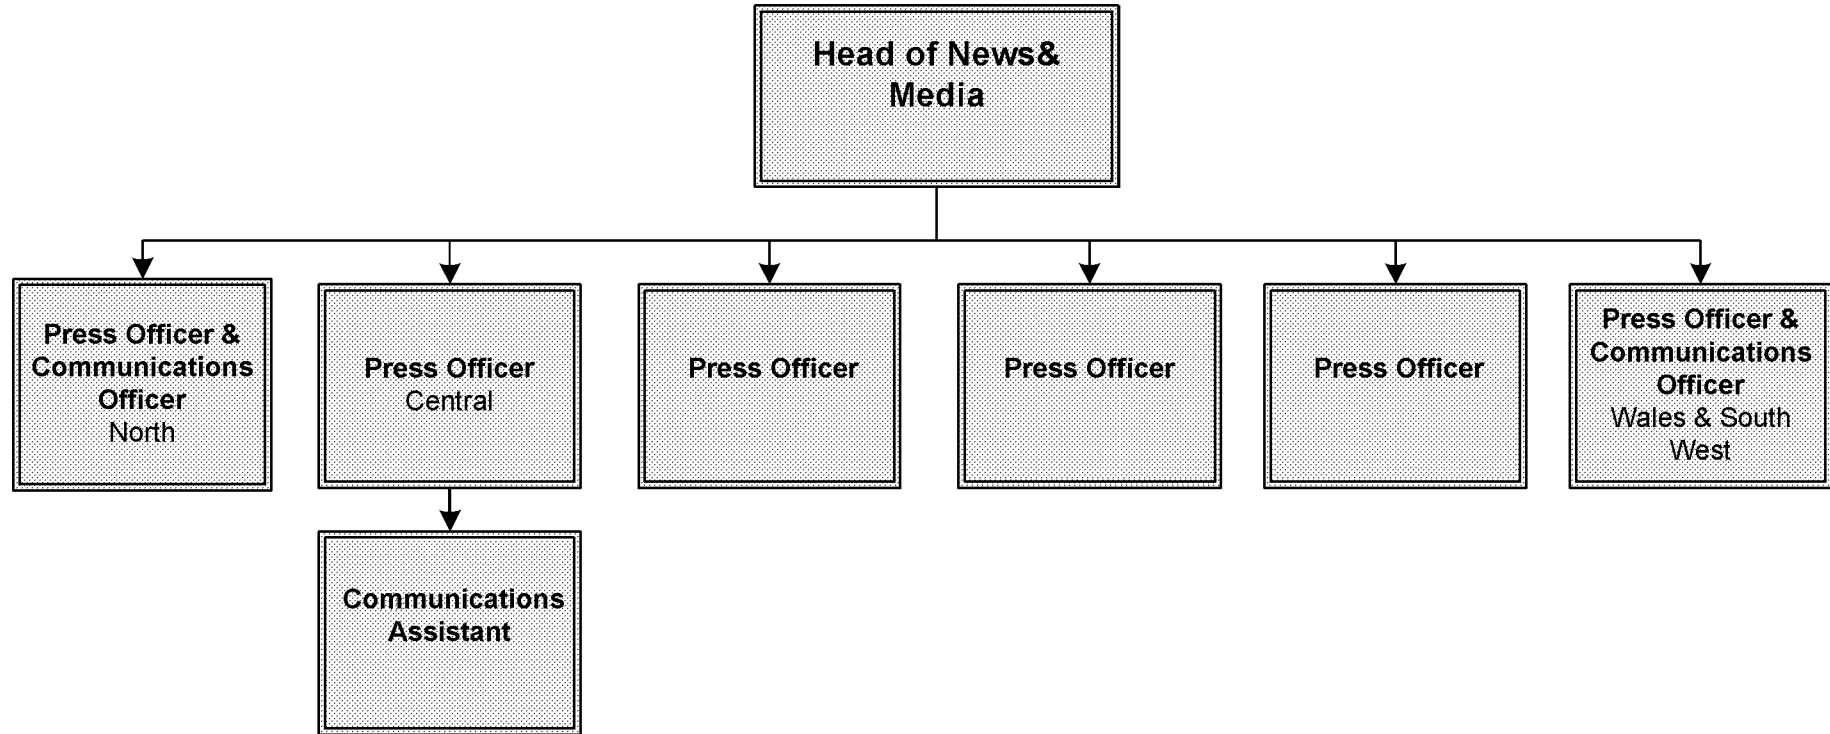 Head of News&
Media
Press Officer &
Communications
Officer
North
Press Officer
Central
Press Officer
Press Officer
Press Officer
Press Officer &
Communications
Officer
Wales & South
West
Communications
Assistant